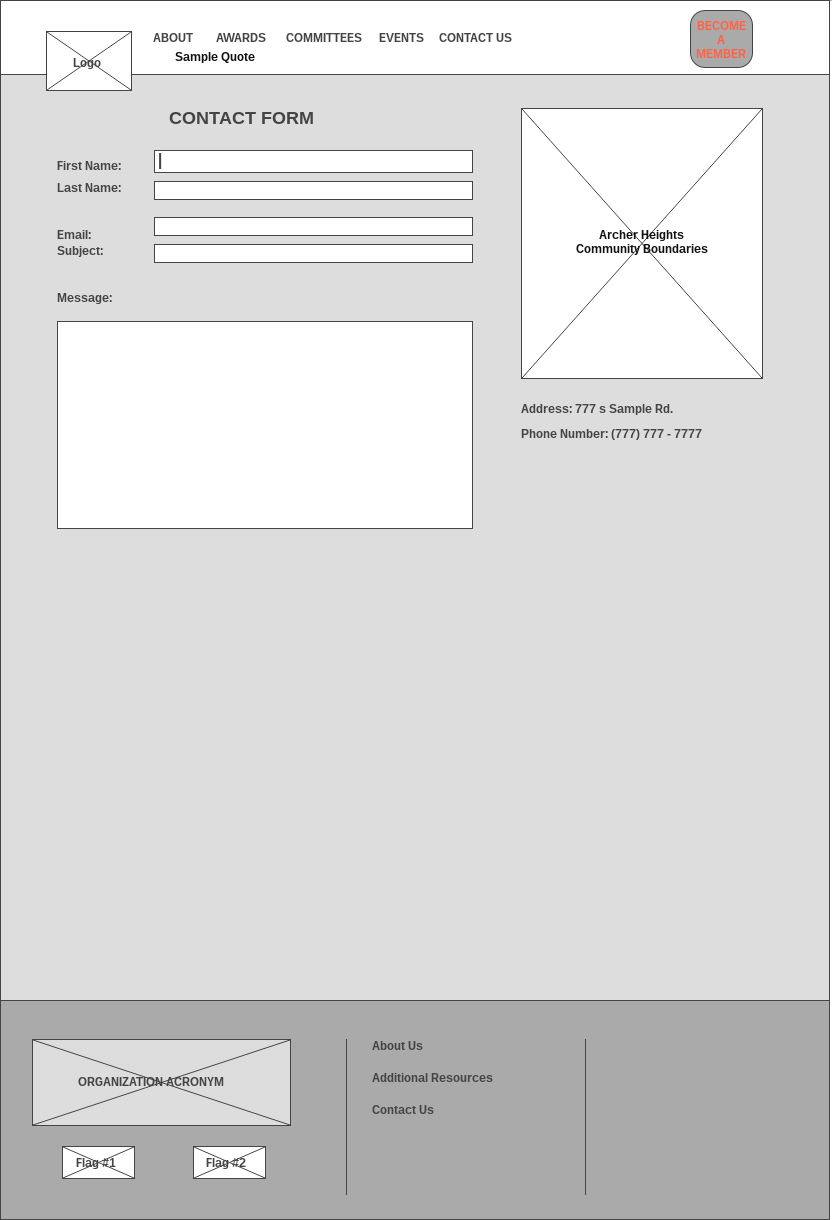 ABOUT AWARDS COMMITTEES EVENTS CONTACT US
BECOME
A
MEMBER
Logo
Sample Quote
CONTACT FORM
First Name:
Last Name:
Email:
Subject:
Message:
Archer Heights
Community Boundaries
Address: 777 s Sample Rd.
Phone Number: (777) 777 - 7777
ORGANIZATION ACRONYM
Flag #1
Flag #2
About Us
Additional Resources
Contact Us